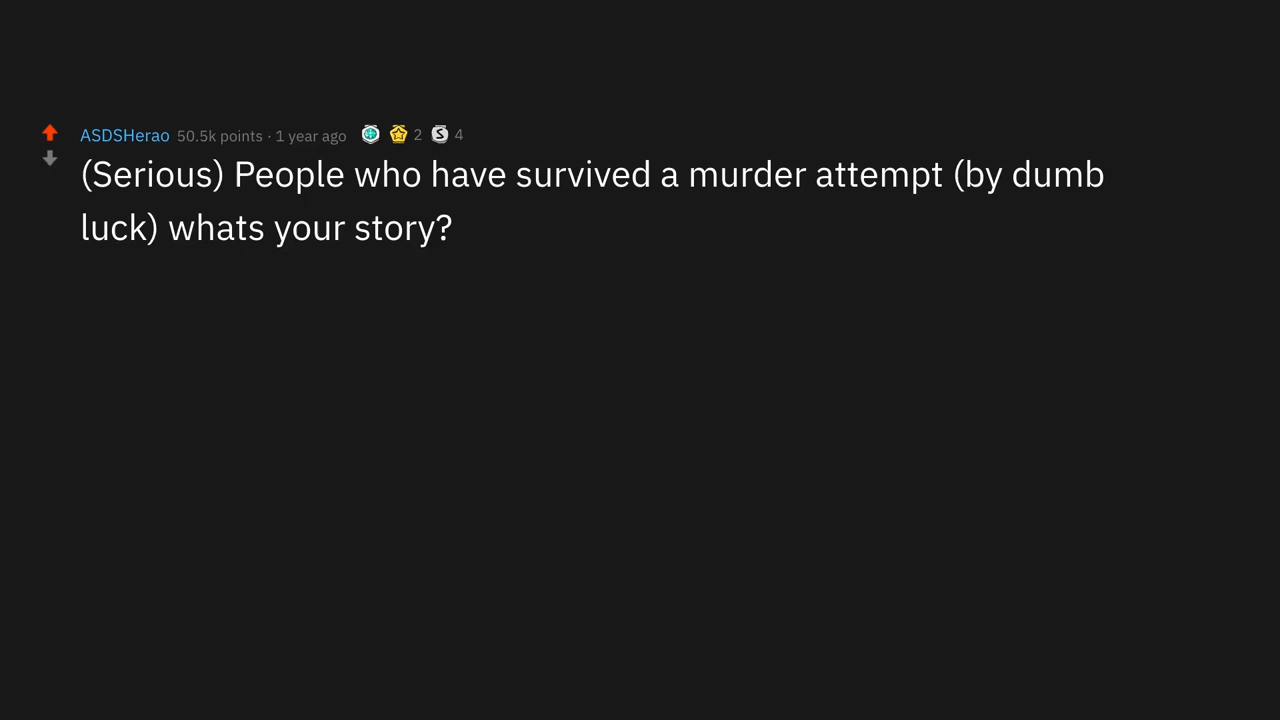 ASDSHerao 50.5k points · 1 year ago 2 S 4
(Serious) People who have survived a murder attempt (by dumb
luck) whats your story?